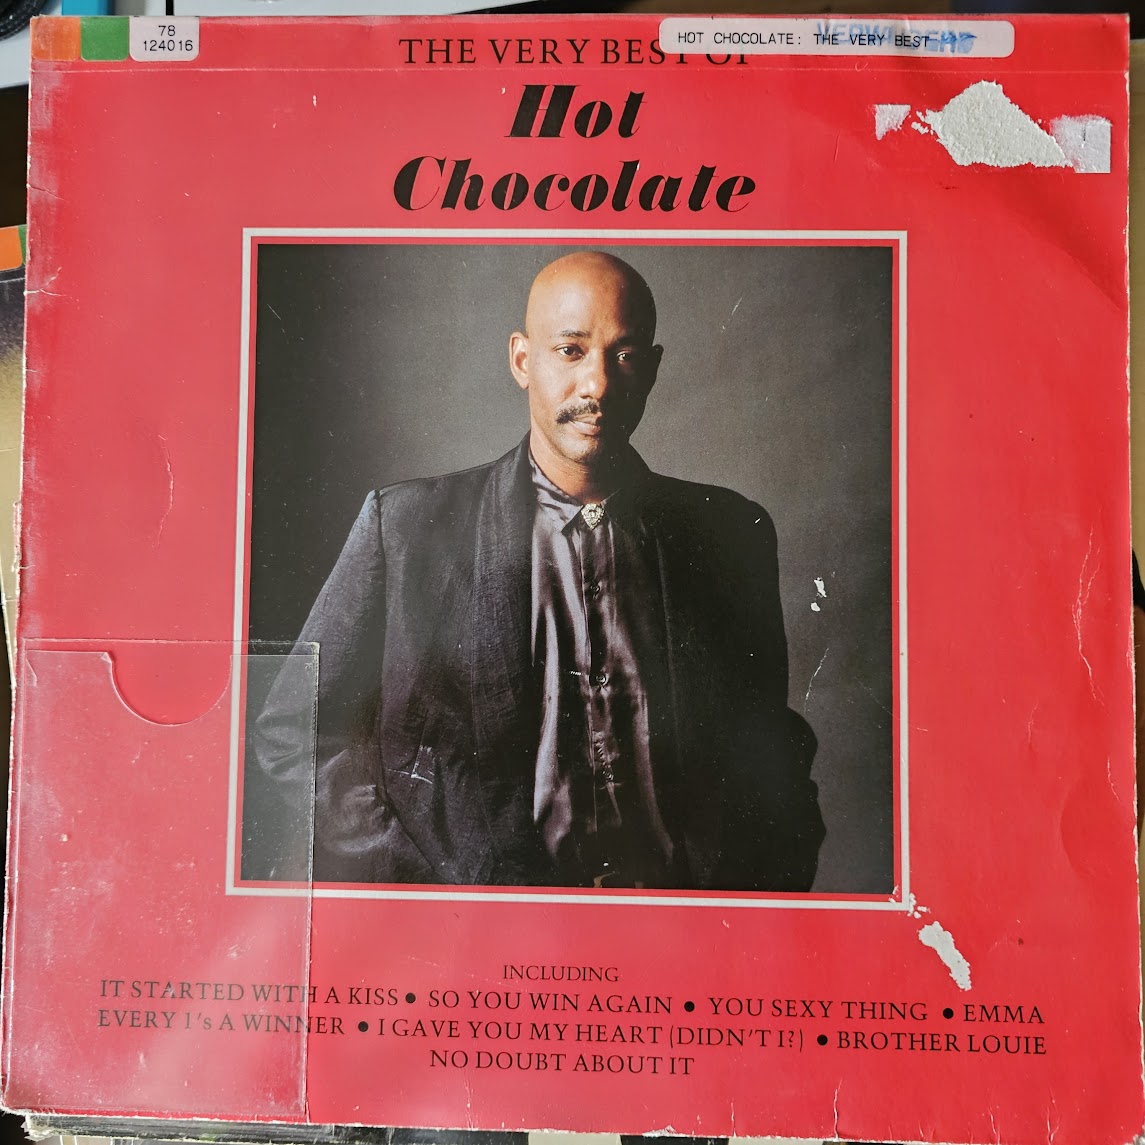 78
124016
HOT CHOCOLATE: THE VERY BEST
THE VERY BEST OF
Hot
Chocolate
INCLUDING
IT STARTED WITH A KISS • SO YOU WIN AGAIN • YOU SEXY THING • EMMA
EVERY 1's A WINNER • I GAVE YOU MY HEART (DIDN'T I?) • BROTHER LOUIE
NO DOUBT ABOUT IT